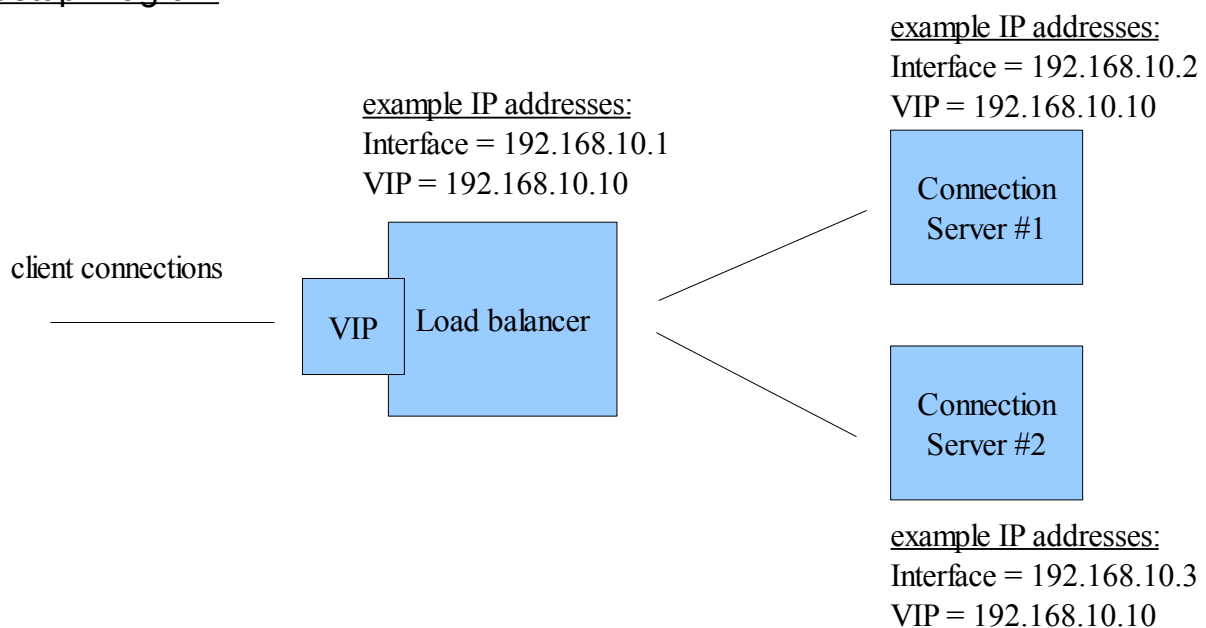 example IP addresses:
Interface = 192.168.10.2
VIP = 192.168.10.10
example IP addresses:
Interface = 192.168.10.1
VIP = 192.168.10.10
Connection
Server #1
client connections
VIP
Load balancer
Connection
Server #2
example IP addresses:
Interface = 192.168.10.3
VIP = 192.168.10.10